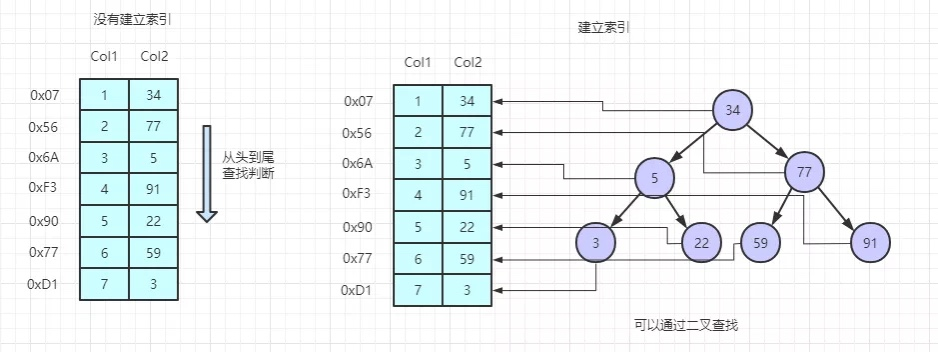 没有建立索引
Col1 Col2
0x07 1 34
0x56 2 77
0x6A 3 5
0xF3 4 91
0x90 5 22
0x77 6 59
0xD1 7 3
从头到尾
查找判断
建立索引
Col1 Col2
0x07 1 34
0x56 2 77
0x6A 3 5
0xF3 4 91
0x90 5 22
0x77 6 59
0xD1 7 3
34
5 77
3 22 59 91
可以通过二叉查找